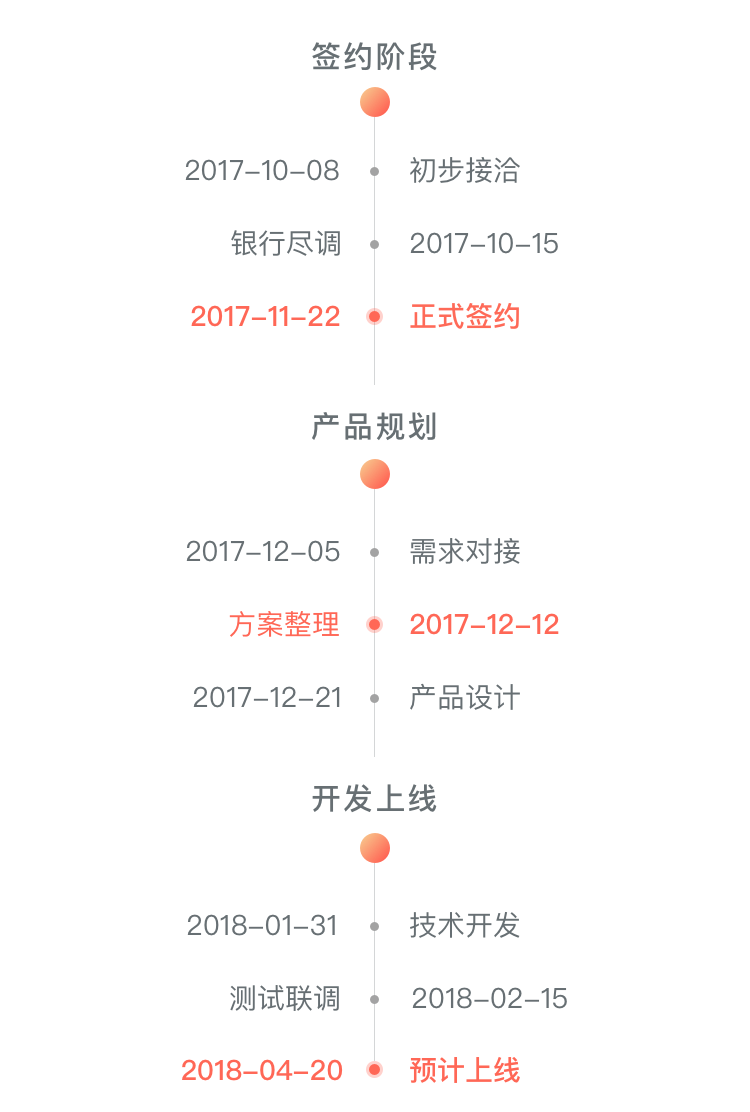 签约阶段
2017-10-08 初步接洽
银行尽调 2017-10-15
2017-11-22 正式签约
产品规划
2017-12-05 需求对接
方案整理 2017-12-12
2017-12-21 产品设计
开发上线
2018-01-31 技术开发
测试联调 2018-02-15
2018-04-20 预计上线